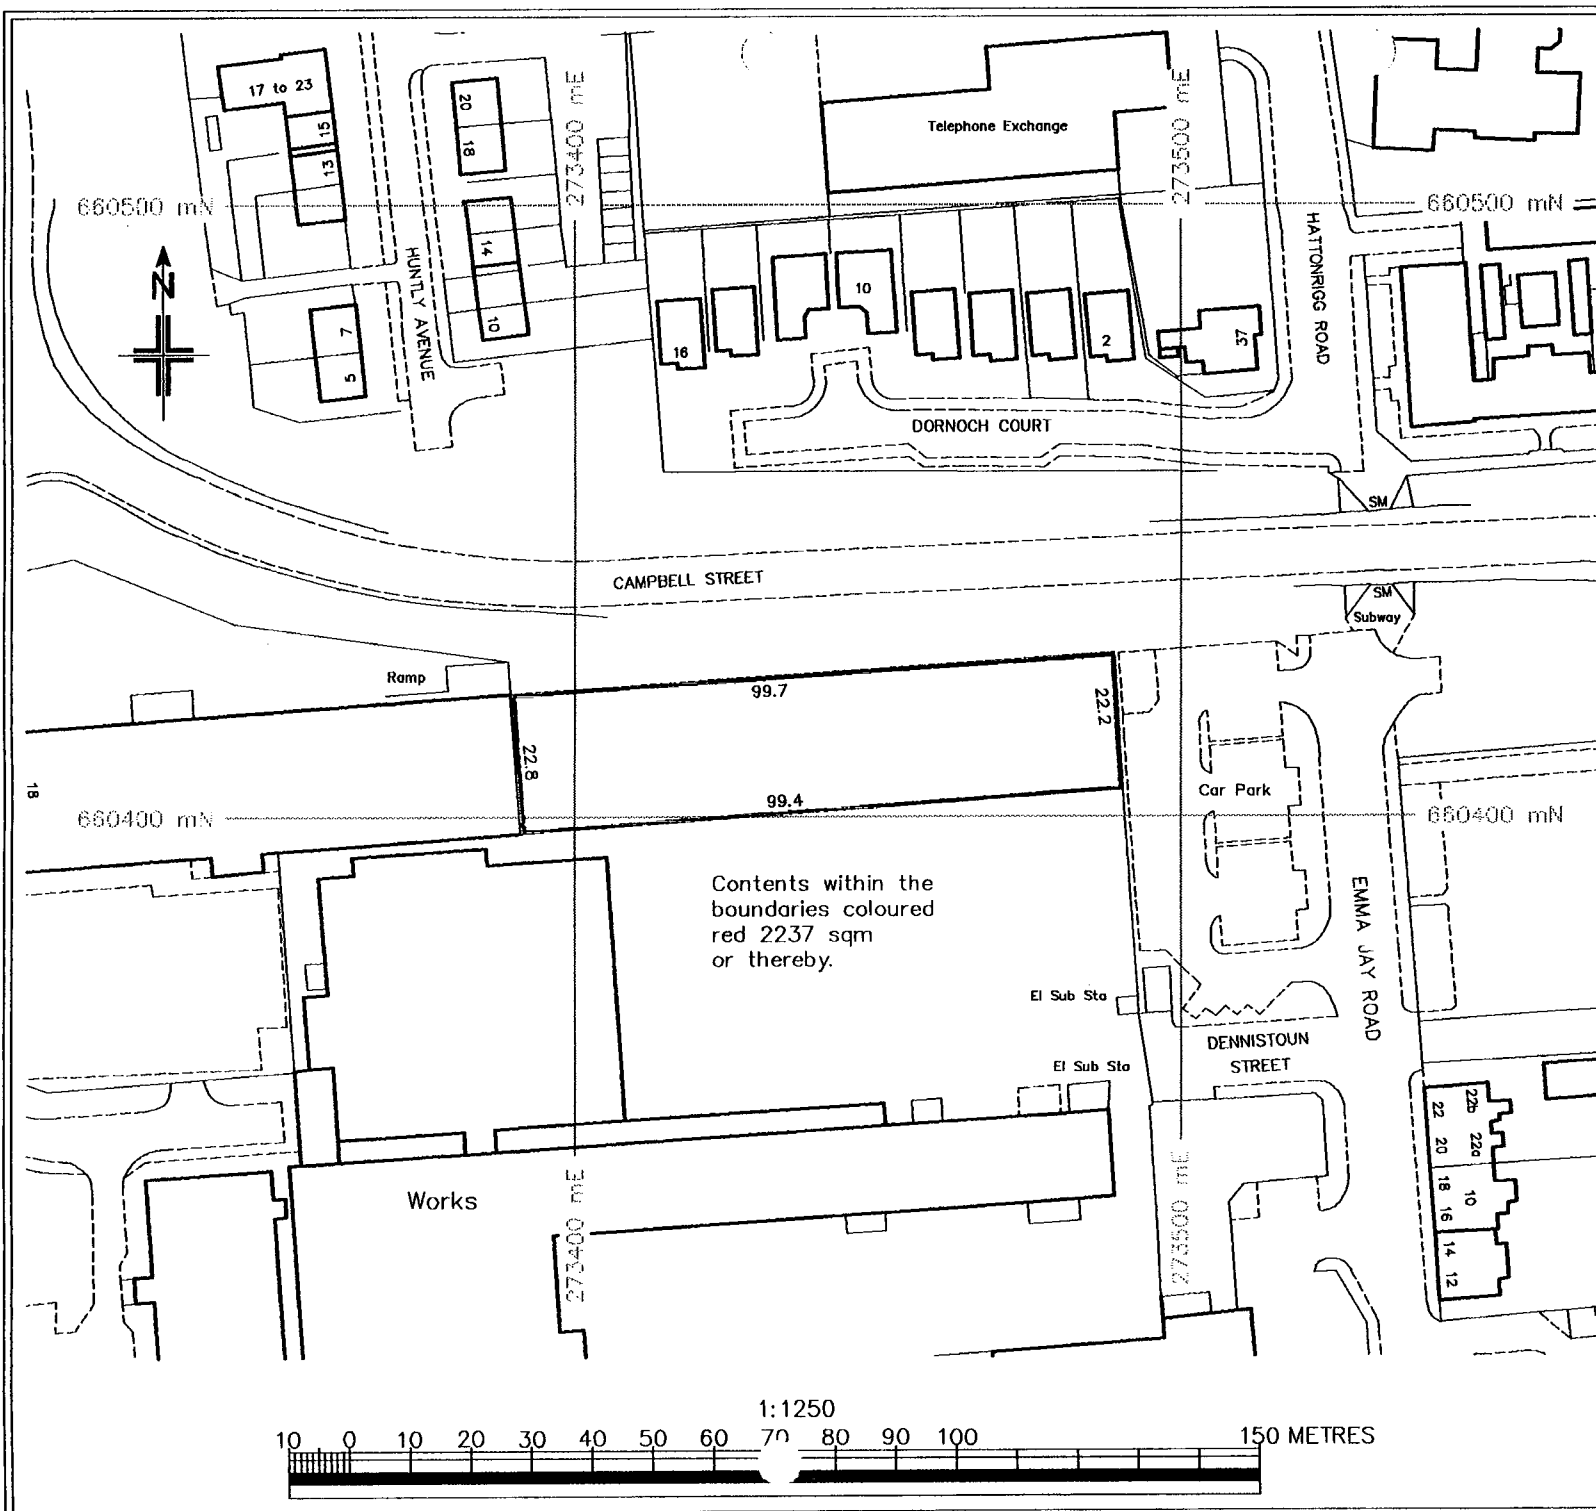 17 to 23
15
13
20
18
273400 mE
Telephone Exchange
273500 mE
660500 mN
660500 mN
N
HUNTLY AVENUE
14
10
7
5
16
10
2
37
HATTONRIGG ROAD
DORNOCH COURT
SM
CAMPBELL STREET
SM
Subway
Ramp
99.7
22.2
22.8
18
99.4
Car Park
660400 mN
660400 mN
Contents within the
boundaries coloured
red 2237 sqm
or thereby.
EMMA JAY ROAD
El Sub Sta
DENNISTOUN
STREET
El Sub Sta
22
22b
20
22a
18
10
16
14
12
Works
273400 mE
273500 mE
1:1250
10 0 10 20 30 40 50 60 70 80 90 100 150 METRES